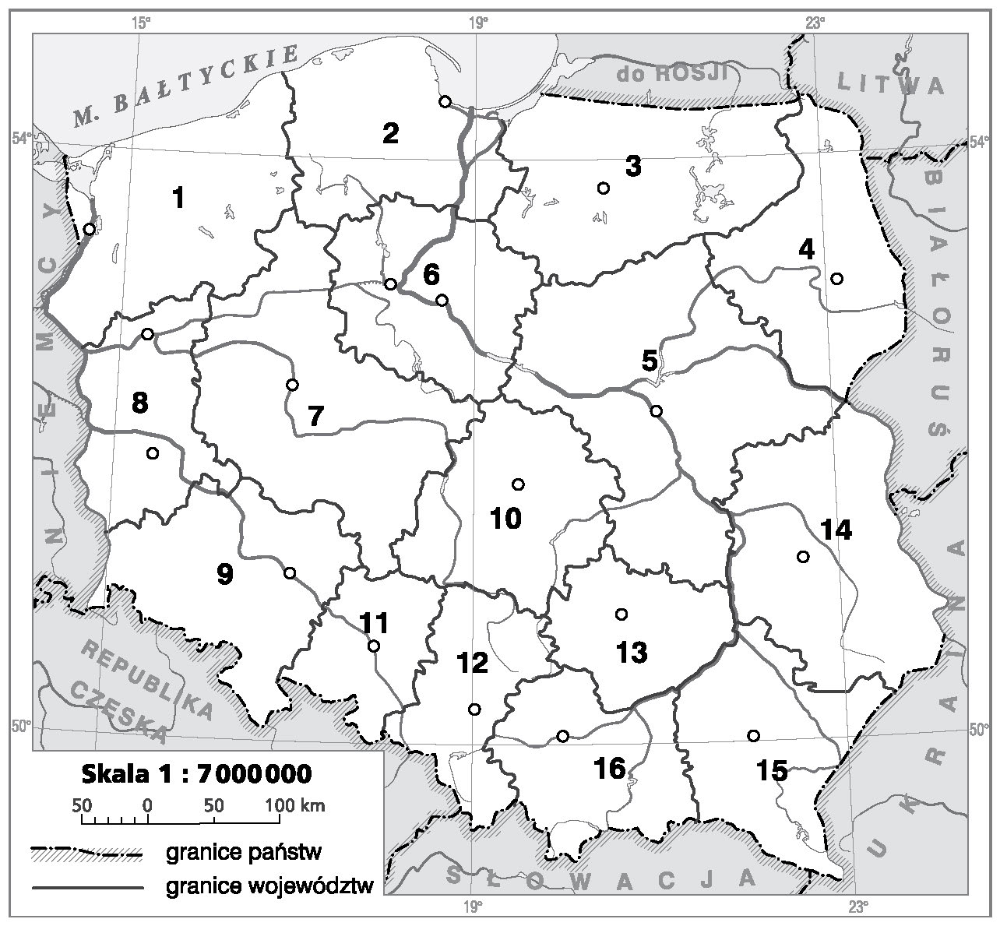 15° 19° 23°
M. BAŁTYCKIE
do ROSJI
LITWA
54° 54°
1
2
3
4
5
6
7
8
9
10
11
12
13
14
15
16
NIEMCY
BIAŁORUŚ
UKRAINA
REPUBLIKA
CZESKA
SŁOWACJA
50° 50°
Skala 1 : 7 000 000
50 0 50 100 km
granice państw
granice województw
19° 23°